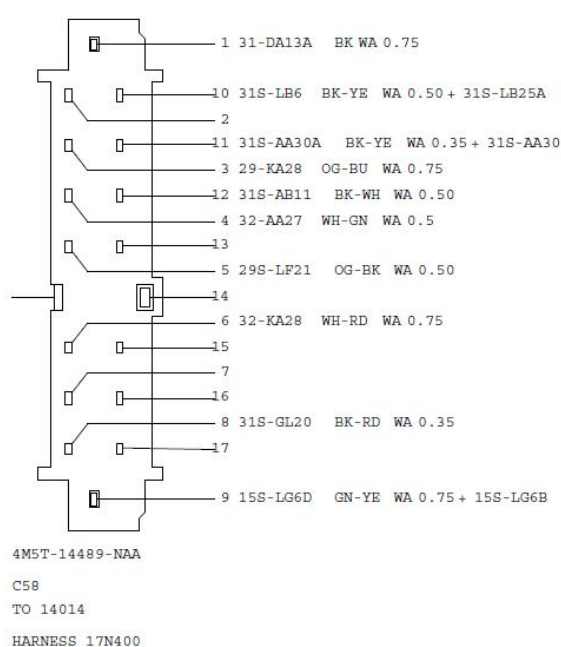 1 31-DA13A BK WA 0.75
10 31S-LB6 BK-YE WA 0.50 + 31S-LB25A
2
11 31S-AA30A BK-YE WA 0.35 + 31S-AA30
3 29-KA28 OG-BU WA 0.75
12 31S-AB11 BK-WH WA 0.50
4 32-AA27 WH-GN WA 0.5
13
5 29S-LF21 OG-BK WA 0.50
14
6 32-KA28 WH-RD WA 0.75
15
7
16
8 31S-GL20 BK-RD WA 0.35
17
9 15S-LG6D GN-YE WA 0.75 + 15S-LG6B
4M5T-14489-NAA
C58
TO 14014
HARNESS 17N400